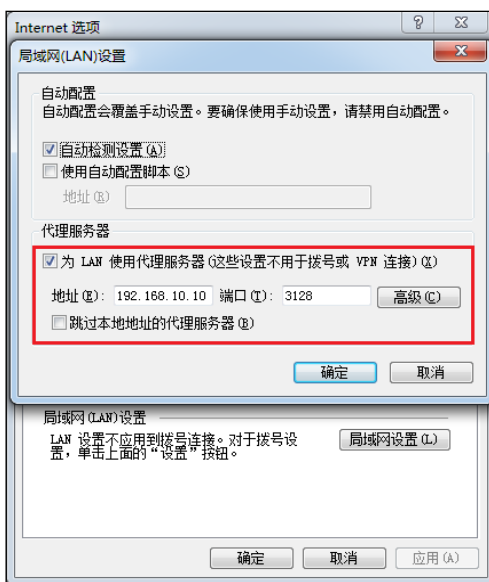 Internet 选项
局域网(LAN)设置
自动配置
自动配置会覆盖手动设置。要确保使用手动设置，请禁用自动配置。
自动检测设置(A)
使用自动配置脚本(S)
地址(R)
代理服务器
为 LAN 使用代理服务器(这些设置不用于拨号或 VPN 连接)(X)
地址(E): 192.168.10.10 端口(T): 3128 高级(C)
跳过本地地址的代理服务器(B)
确定 取消
局域网(LAN)设置
LAN 设置不应用到拨号连接。对于拨号设 局域网设置(L)
置，单击上面的“设置”按钮。
确定 取消 应用(A)